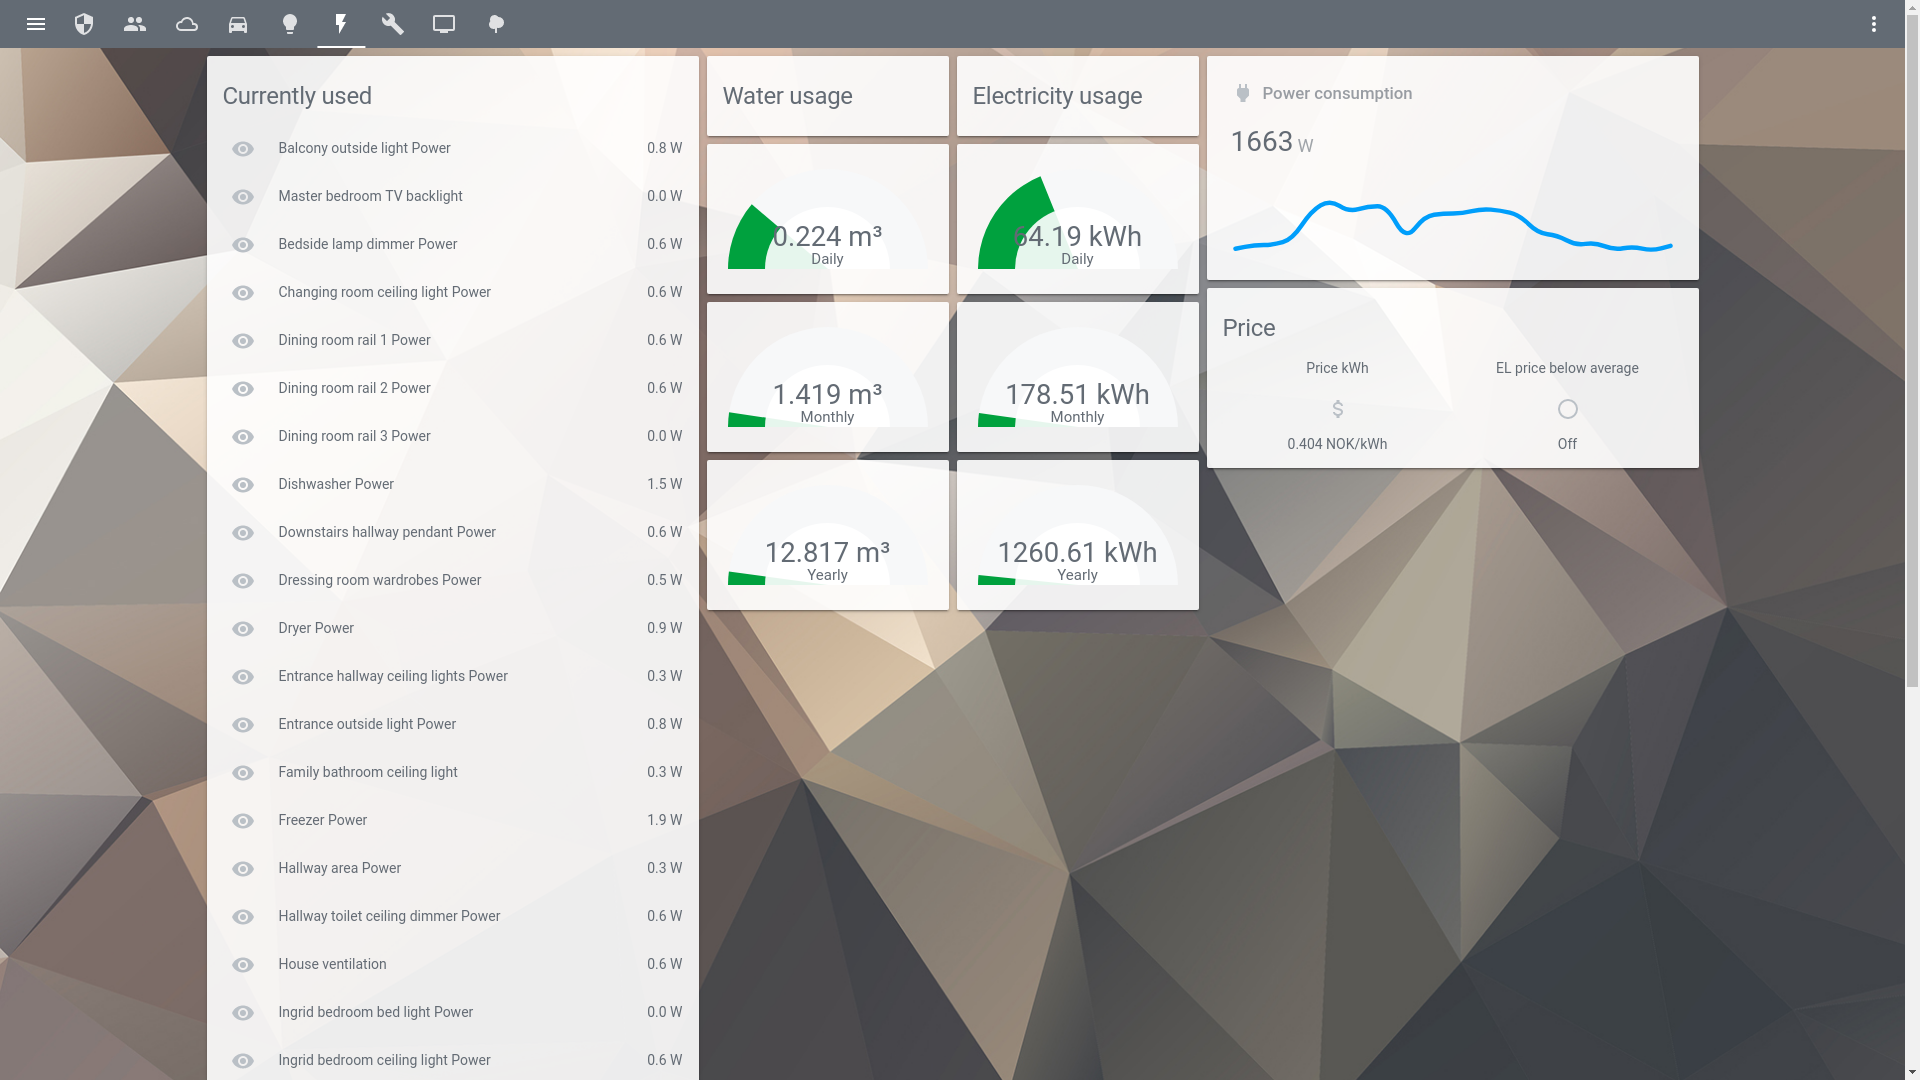 Currently used
Balcony outside light Power 0.8 W
Master bedroom TV backlight 0.0 W
Bedside lamp dimmer Power 0.6 W
Changing room ceiling light Power 0.6 W
Dining room rail 1 Power 0.6 W
Dining room rail 2 Power 0.6 W
Dining room rail 3 Power 0.0 W
Dishwasher Power 1.5 W
Downstairs hallway pendant Power 0.6 W
Dressing room wardrobes Power 0.5 W
Dryer Power 0.9 W
Entrance hallway ceiling lights Power 0.3 W
Entrance outside light Power 0.8 W
Family bathroom ceiling light 0.3 W
Freezer Power 1.9 W
Hallway area Power 0.3 W
Hallway toilet ceiling dimmer Power 0.6 W
House ventilation 0.6 W
Ingrid bedroom bed light Power 0.0 W
Ingrid bedroom ceiling light Power 0.6 W
Water usage
0.224 m³
Daily
1.419 m³
Monthly
12.817 m³
Yearly
Electricity usage
64.19 kWh
Daily
178.51 kWh
Monthly
1260.61 kWh
Yearly
Power consumption
1663 W
Price
Price kWh EL price below average
0.404 NOK/kWh Off